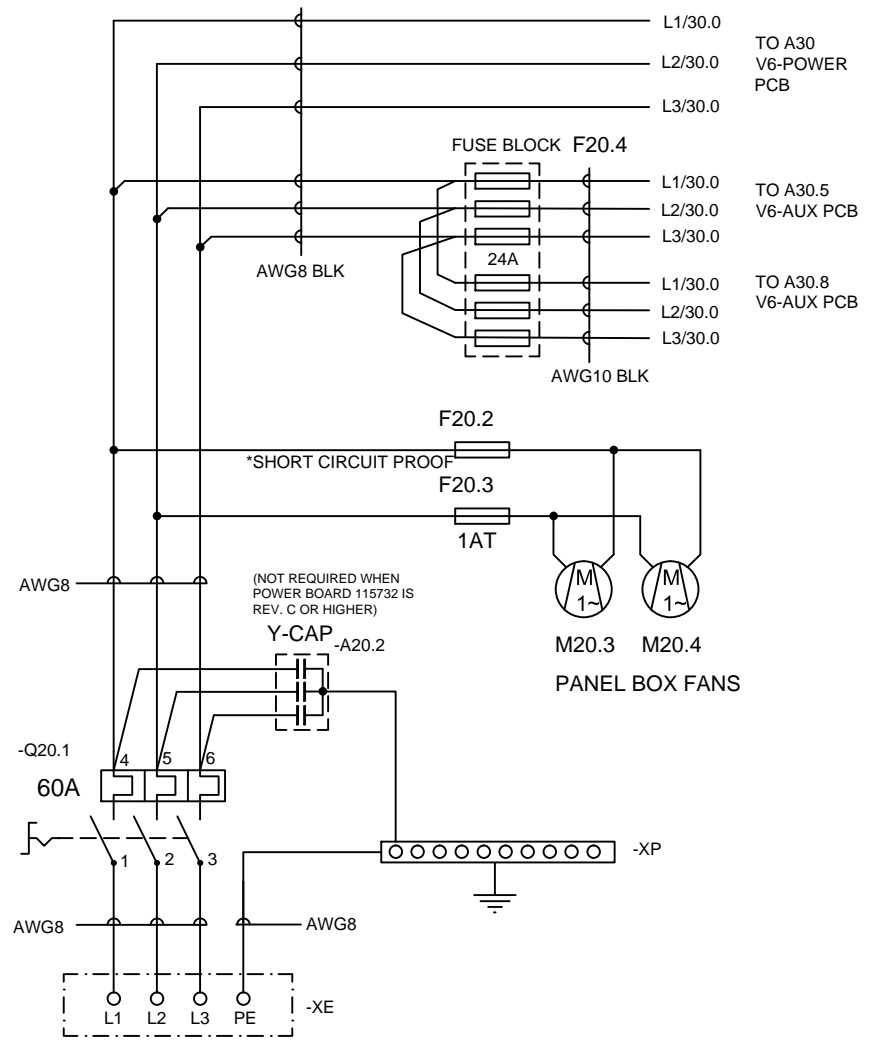 L1/30.0
L2/30.0
L3/30.0
TO A30
V6-POWER
PCB
FUSE BLOCK F20.4
L1/30.0
L2/30.0
L3/30.0
TO A30.5
V6-AUX PCB
24A
AWG8 BLK
L1/30.0
L2/30.0
L3/30.0
TO A30.8
V6-AUX PCB
AWG10 BLK
F20.2
*SHORT CIRCUIT PROOF
F20.3
1AT
AWG8
(NOT REQUIRED WHEN
POWER BOARD 115732 IS
REV. C OR HIGHER)
Y-CAP
-A20.2
M
1~
M
1~
M20.3 M20.4
PANEL BOX FANS
-Q20.1
4 5 6
60A
1 2 3
-XP
AWG8
AWG8
L1 L2 L3 PE
-XE